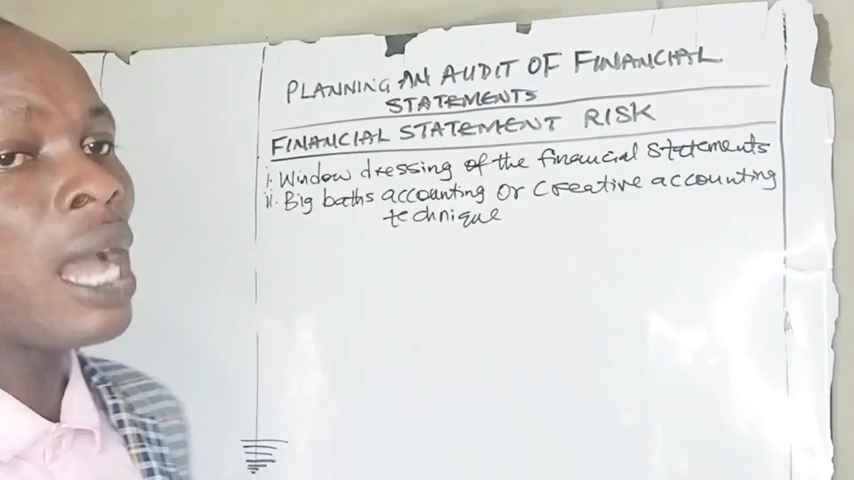 PLANNING AN AUDIT OF FINANCIAL
STATEMENTS
FINANCIAL STATEMENT RISK
i. Window dressing of the financial statements
ii. Big baths accounting or Creative accounting
technique